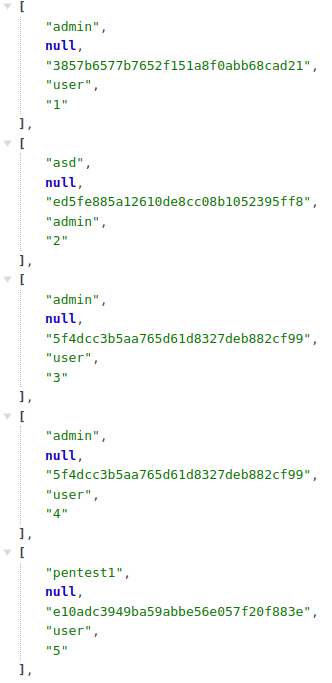 [
"admin",
null,
"3857b6577b7652f151a8f0abb68cad21",
"user",
"1"
],
[
"asd",
null,
"ed5fe885a12610de8cc08b1052395ff8",
"admin",
"2"
],
[
"admin",
null,
"5f4dcc3b5aa765d61d8327deb882cf99",
"user",
"3"
],
[
"admin",
null,
"5f4dcc3b5aa765d61d8327deb882cf99",
"user",
"4"
],
[
"pentest1",
null,
"e10adc3949ba59abbe56e057f20f883e",
"user",
"5"
],